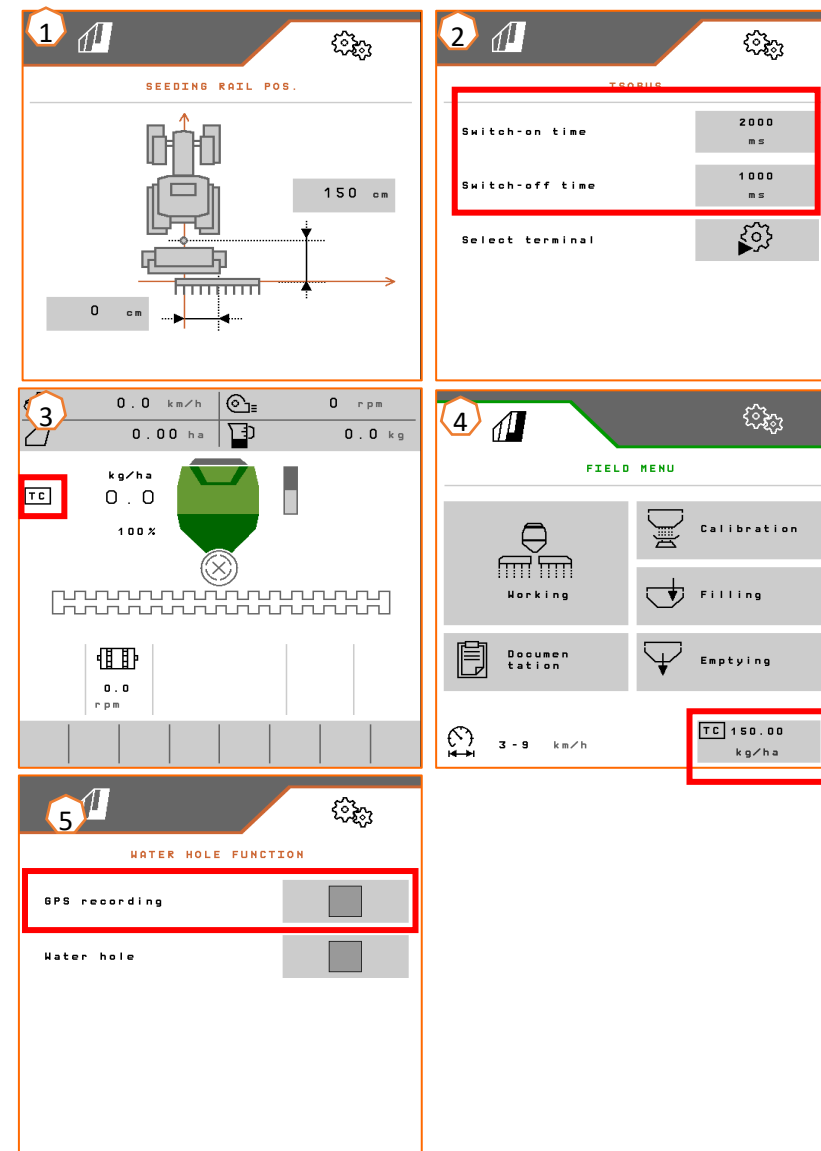 1
SEEDING RAIL POS.
150 cm
0 cm
2
ISOBUS
Switch-on time
2000
ms
Switch-off time
1000
ms
Select terminal
3
0.0 km/h
0 rpm
0.00 ha
0.0 kg
TC
kg/ha
0.0
100%
0.0
rpm
4
FIELD MENU
Working
Calibration
Filling
Documen
tation
Emptying
3-9 km/h
TC 150.00
kg/ha
5
WATER HOLE FUNCTION
GPS recording
Water hole